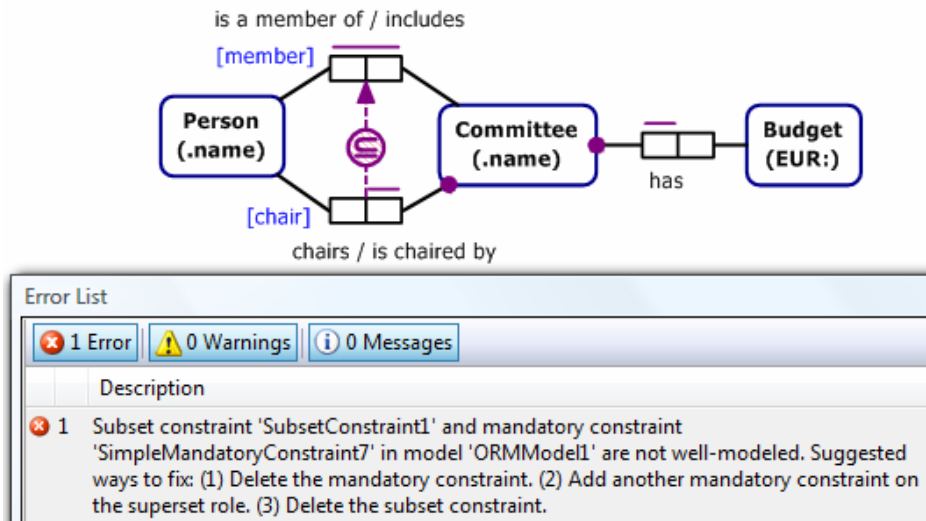 is a member of / includes
[member]
Person
(.name)
Committee
(.name)
Budget
(EUR:)
has
[chair]
chairs / is chaired by
Error List
1 Error
0 Warnings
0 Messages
Description
1 Subset constraint 'SubsetConstraint1' and mandatory constraint
'SimpleMandatoryConstraint7' in model 'ORMModel1' are not well-modeled. Suggested
ways to fix: (1) Delete the mandatory constraint. (2) Add another mandatory constraint on
the superset role. (3) Delete the subset constraint.